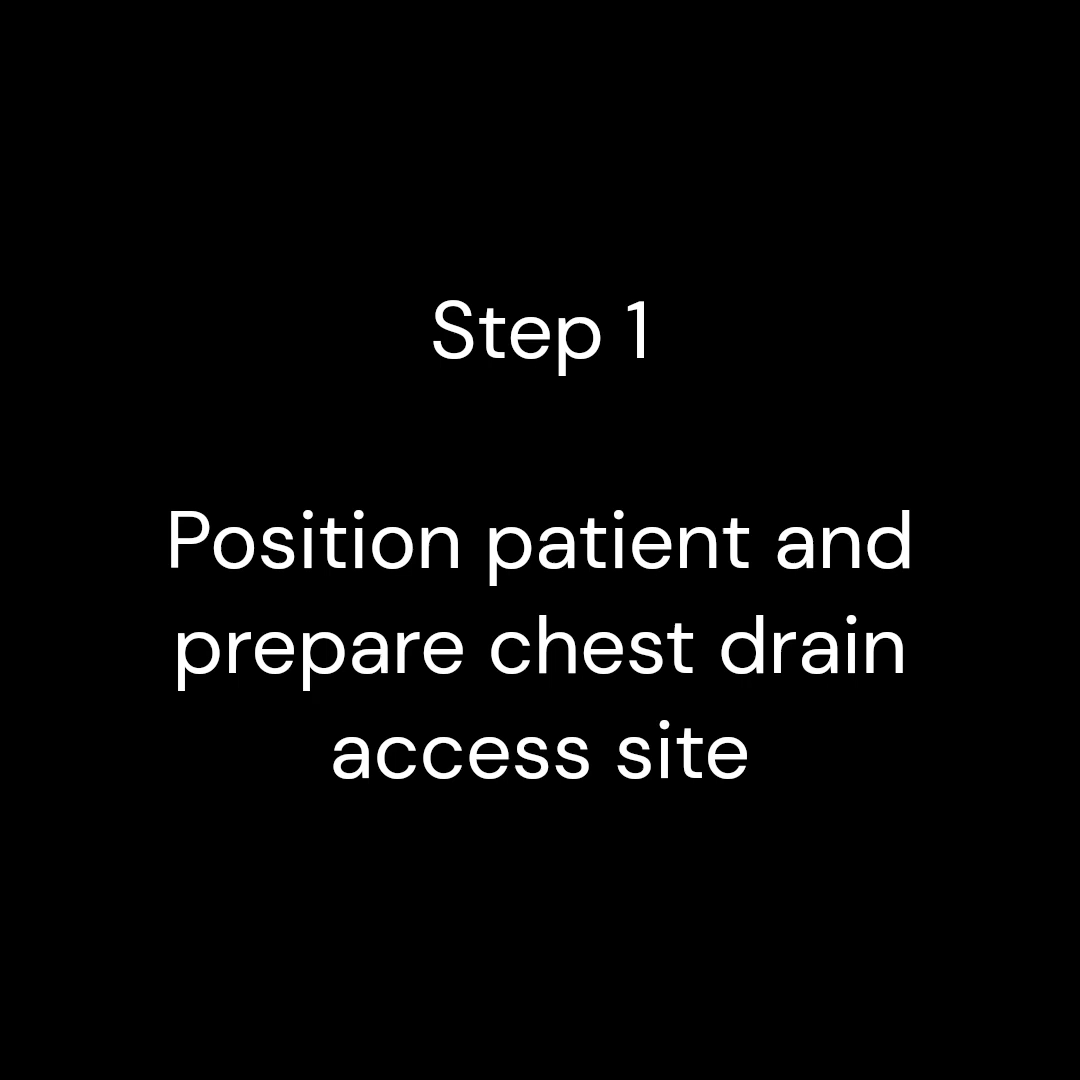 Step 1
Position patient and
prepare chest drain
access site